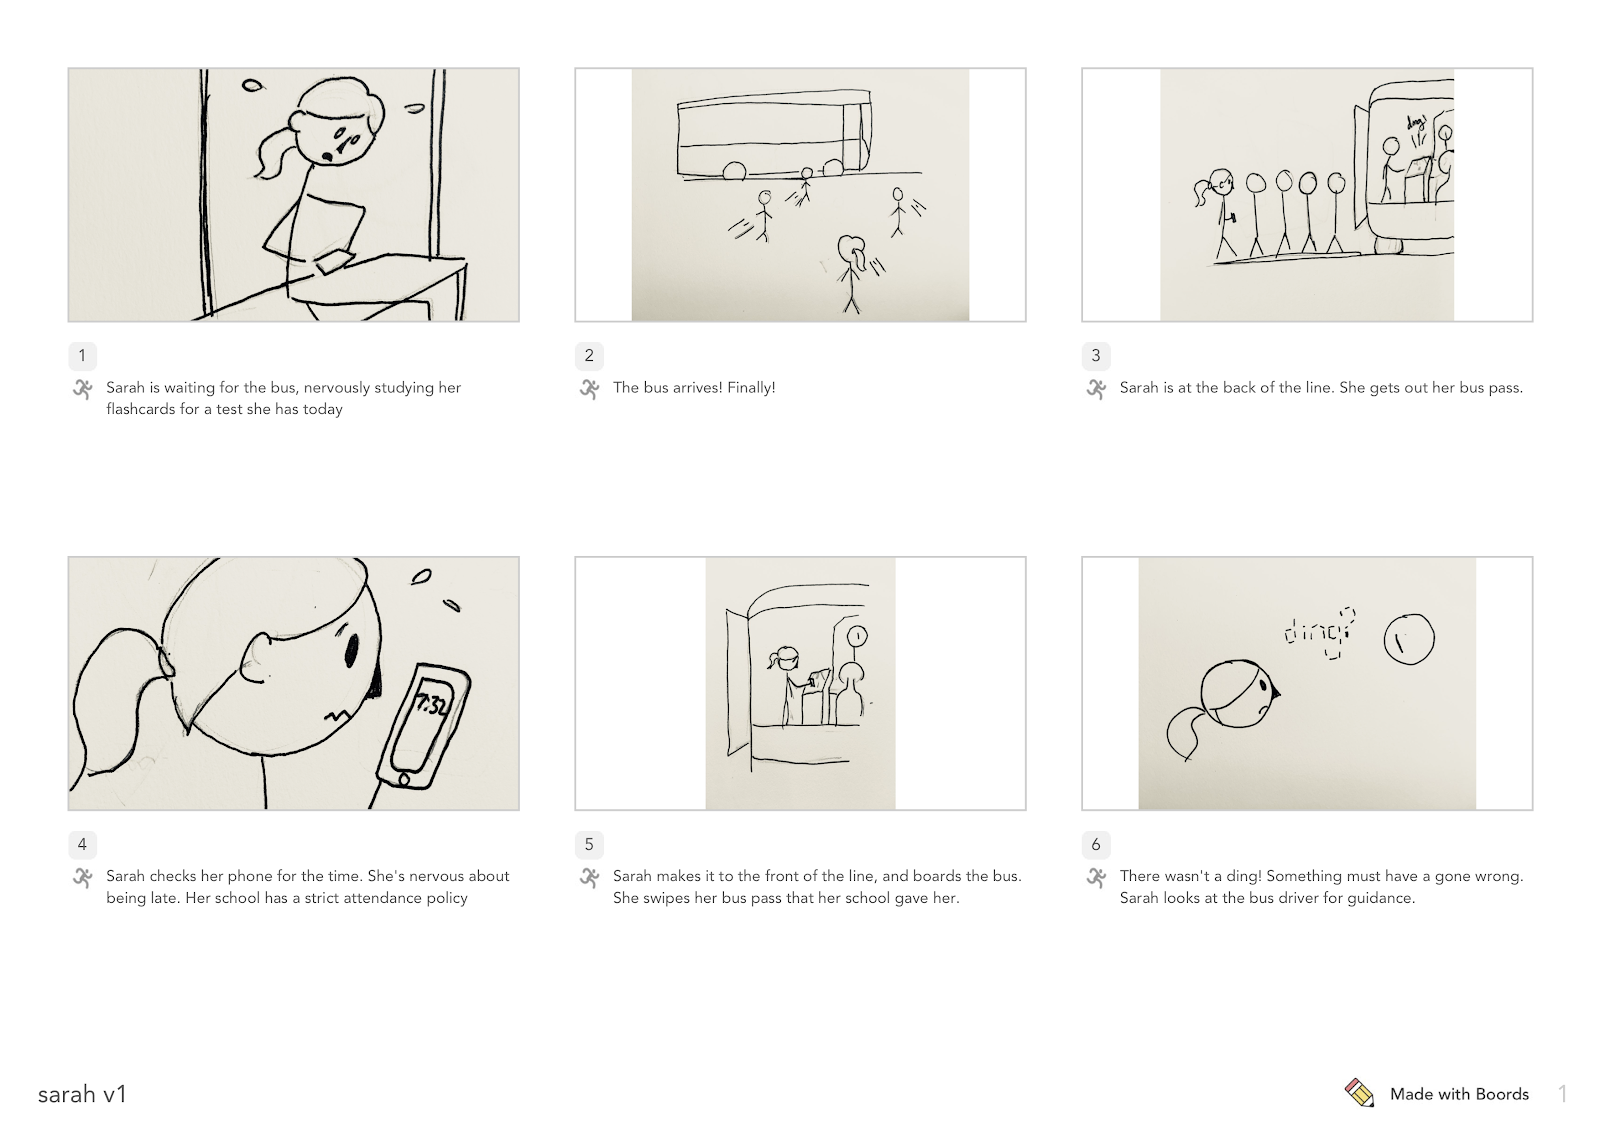 ding!
1
2
3
Sarah is waiting for the bus, nervously studying her
flashcards for a test she has today
The bus arrives! Finally!
Sarah is at the back of the line. She gets out her bus pass.
7:32
ding?
4
5
6
Sarah checks her phone for the time. She's nervous about
being late. Her school has a strict attendance policy
Sarah makes it to the front of the line, and boards the bus.
She swipes her bus pass that her school gave her.
There wasn't a ding! Something must have a gone wrong.
Sarah looks at the bus driver for guidance.
sarah v1
Made with Boords
1